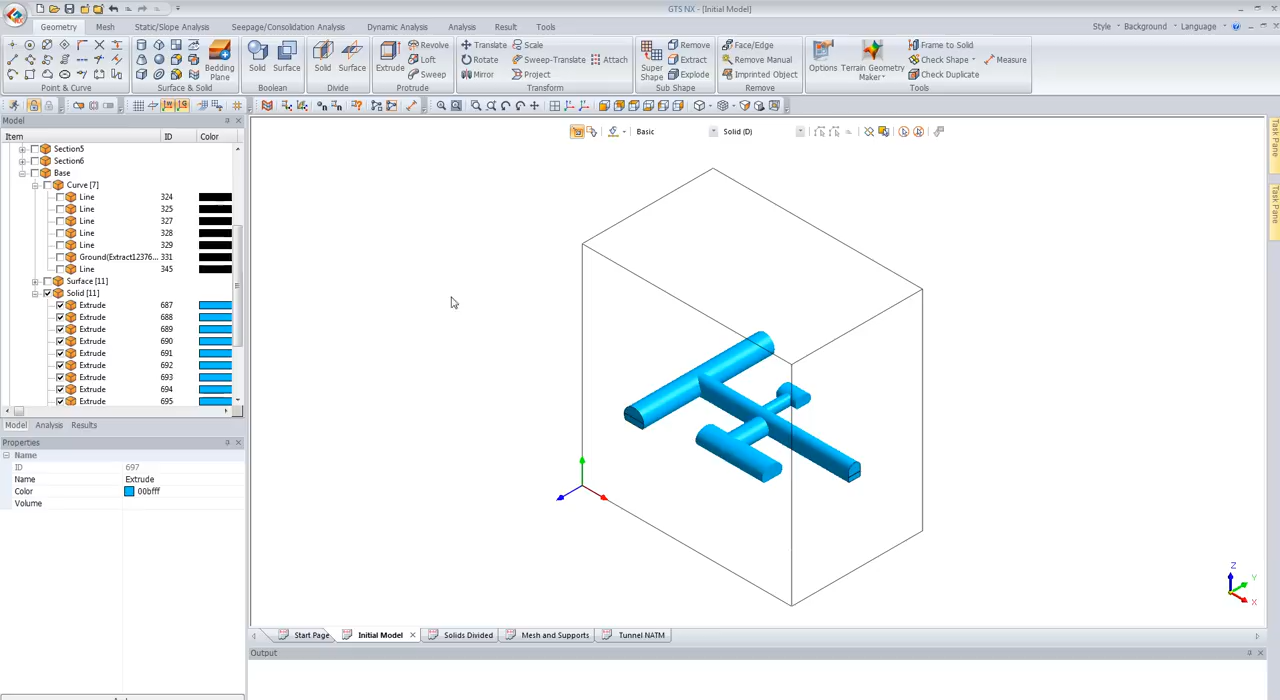 GTS NX - [Initial Model]
Geometry Mesh Static/Slope Analysis Seepage/Consolidation Analysis Dynamic Analysis Analysis Result Tools
Style Background Language
Bedding Plane
Solid Surface
Solid Surface
Extrude
Revolve
Loft
Sweep
Translate Scale
Rotate Sweep-Translate Attach
Mirror Project
Super Shape
Remove
Extract
Explode
Face/Edge
Remove Manual
Imprinted Object
Options Terrain Geometry Maker
Frame to Solid
Check Shape Measure
Check Duplicate
Point & Curve Surface & Solid Boolean Divide Protrude Transform Sub Shape Remove Tools
Model
Item ID Color
Section5
Section6
Base
Curve [7]
Line 324
Line 325
Line 327
Line 328
Line 329
Ground(Extract12376... 331
Line 345
Surface [11]
Solid [11]
Extrude 687
Extrude 688
Extrude 689
Extrude 690
Extrude 691
Extrude 692
Extrude 693
Extrude 694
Extrude 695
Model Analysis Results
Properties
Name
ID 697
Name Extrude
Color 00bfff
Volume
Basic Solid (D)
Task Pane
Task Pane
Z
Y
X
Start Page Initial Model Solids Divided Mesh and Supports Tunnel NATM
Output